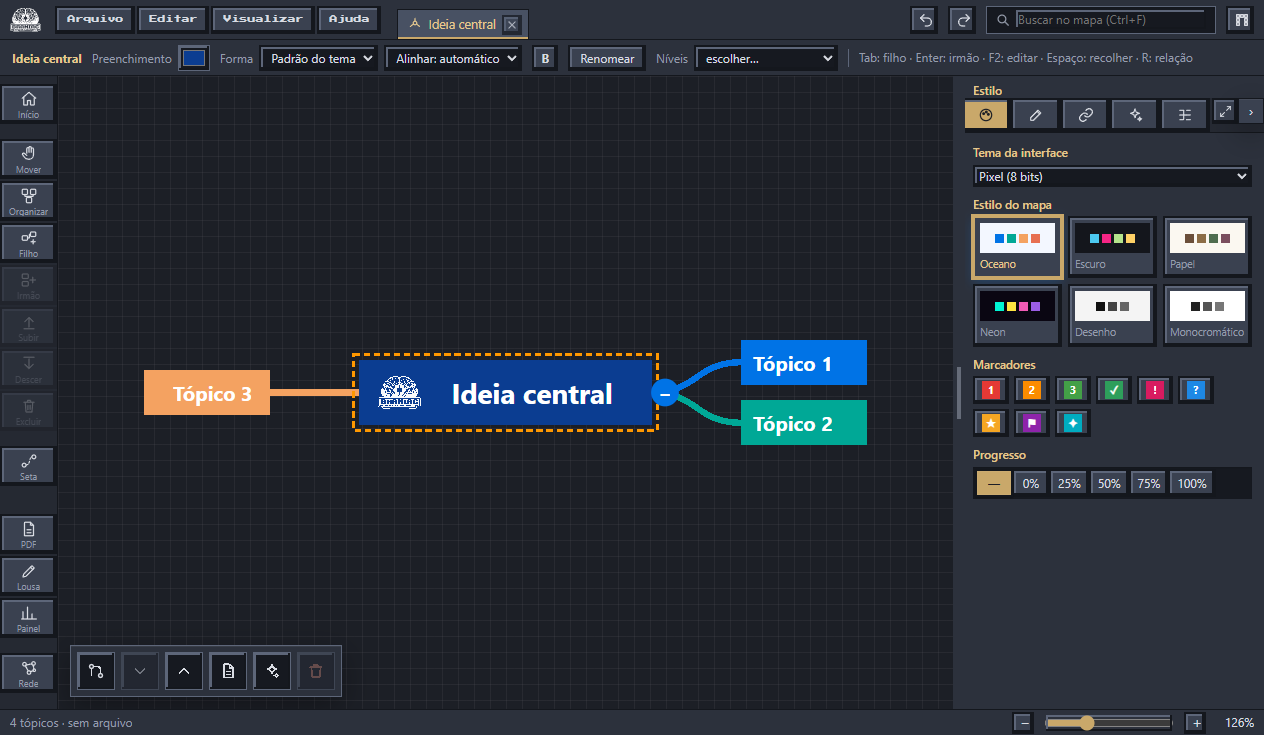 Arquivo Editar Visualizar Ajuda
Ideia central
Buscar no mapa (Ctrl+F)
Ideia central Preenchimento Forma Padrão do tema Alinhar: automático B Renomear Níveis escolher... Tab: filho · Enter: irmão · F2: editar · Espaço: recolher · R: relação
Início
Mover
Organizar
Filho
Irmão
Subir
Descer
Excluir
Seta
PDF
Lousa
Painel
Rede
Tópico 3
BMANIAC
Ideia central
Tópico 1
Tópico 2
Estilo
Tema da interface
Pixel (8 bits)
Estilo do mapa
Oceano Escuro Papel
Neon Desenho Monocromático
Marcadores
1 2 3 ✓ ! ?
Progresso
— 0% 25% 50% 75% 100%
4 tópicos · sem arquivo
126%